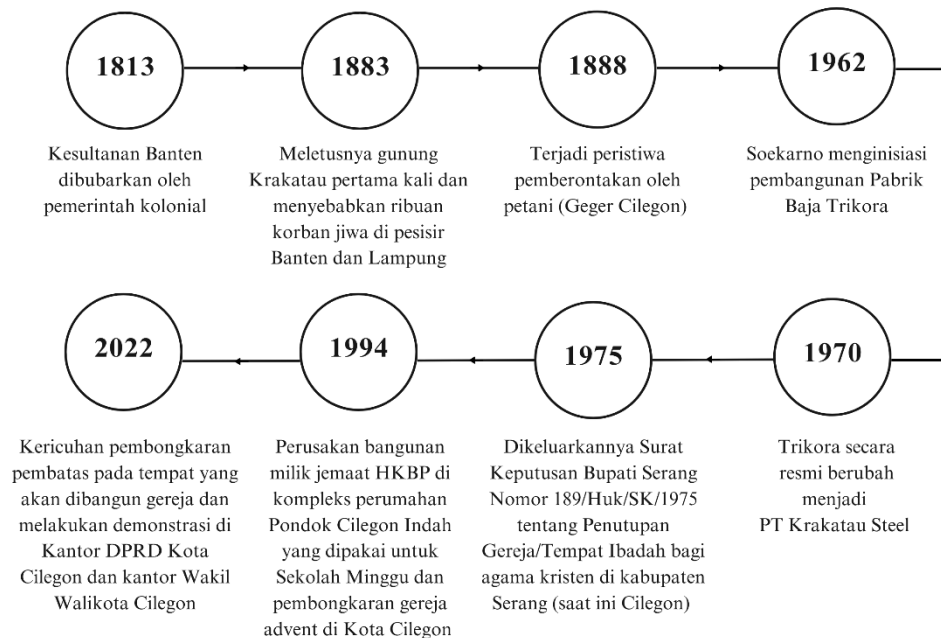 1813
Kesultanan Banten
dibubarkan oleh
pemerintah kolonial
1883
Meletusnya gunung
Krakatau pertama kali dan
menyebabkan ribuan
korban jiwa di pesisir
Banten dan Lampung
1888
Terjadi peristiwa
pemberontakan oleh
petani (Geger Cilegon)
1962
Soekarno menginisiasi
pembangunan Pabrik
Baja Trikora
1970
Trikora secara
resmi berubah
menjadi
PT Krakatau Steel
1975
Dikeluarkannya Surat
Keputusan Bupati Serang
Nomor 189/Huk/SK/1975
tentang Penutupan
Gereja/Tempat Ibadah bagi
agama kristen di kabupaten
Serang (saat ini Cilegon)
1994
Perusakan bangunan
milik jemaat HKBP di
kompleks perumahan
Pondok Cilegon Indah
yang dipakai untuk
Sekolah Minggu dan
pembongkaran gereja
advent di Kota Cilegon
2022
Kericuhan pembongkaran
pembatas pada tempat yang
akan dibangun gereja dan
melakukan demonstrasi di
Kantor DPRD Kota
Cilegon dan kantor Wakil
Walikota Cilegon